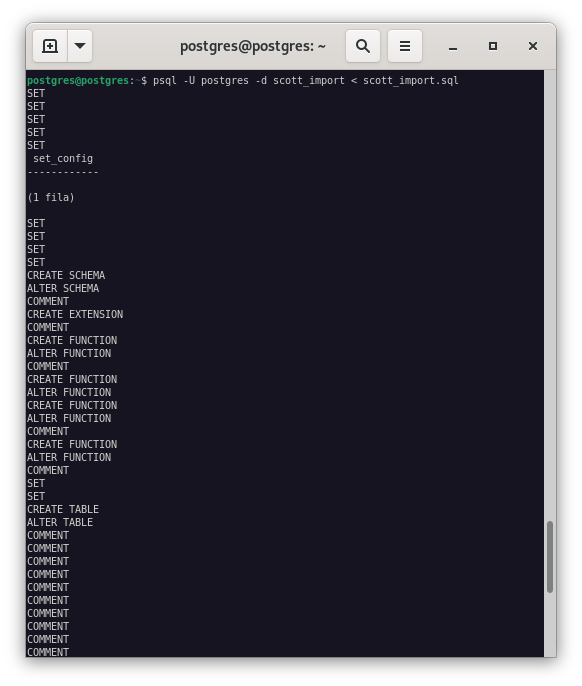 postgres@postgres: ~
postgres@postgres:~$ psql -U postgres -d scott_import < scott_import.sql
SET
SET
SET
SET
SET
 set_config
------------

(1 fila)

SET
SET
SET
SET
CREATE SCHEMA
ALTER SCHEMA
COMMENT
CREATE EXTENSION
COMMENT
CREATE FUNCTION
ALTER FUNCTION
COMMENT
CREATE FUNCTION
ALTER FUNCTION
CREATE FUNCTION
ALTER FUNCTION
COMMENT
CREATE FUNCTION
ALTER FUNCTION
COMMENT
SET
SET
CREATE TABLE
ALTER TABLE
COMMENT
COMMENT
COMMENT
COMMENT
COMMENT
COMMENT
COMMENT
COMMENT
COMMENT
COMMENT